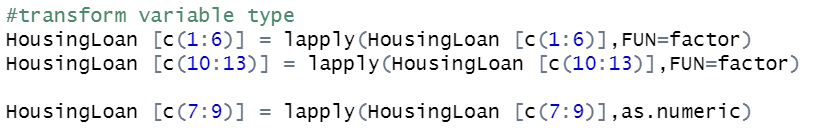 #transform variable type
HousingLoan [c(1:6)] = lapply(HousingLoan [c(1:6)],FUN=factor)
HousingLoan [c(10:13)] = lapply(HousingLoan [c(10:13)],FUN=factor)
HousingLoan [c(7:9)] = lapply(HousingLoan [c(7:9)],as.numeric)